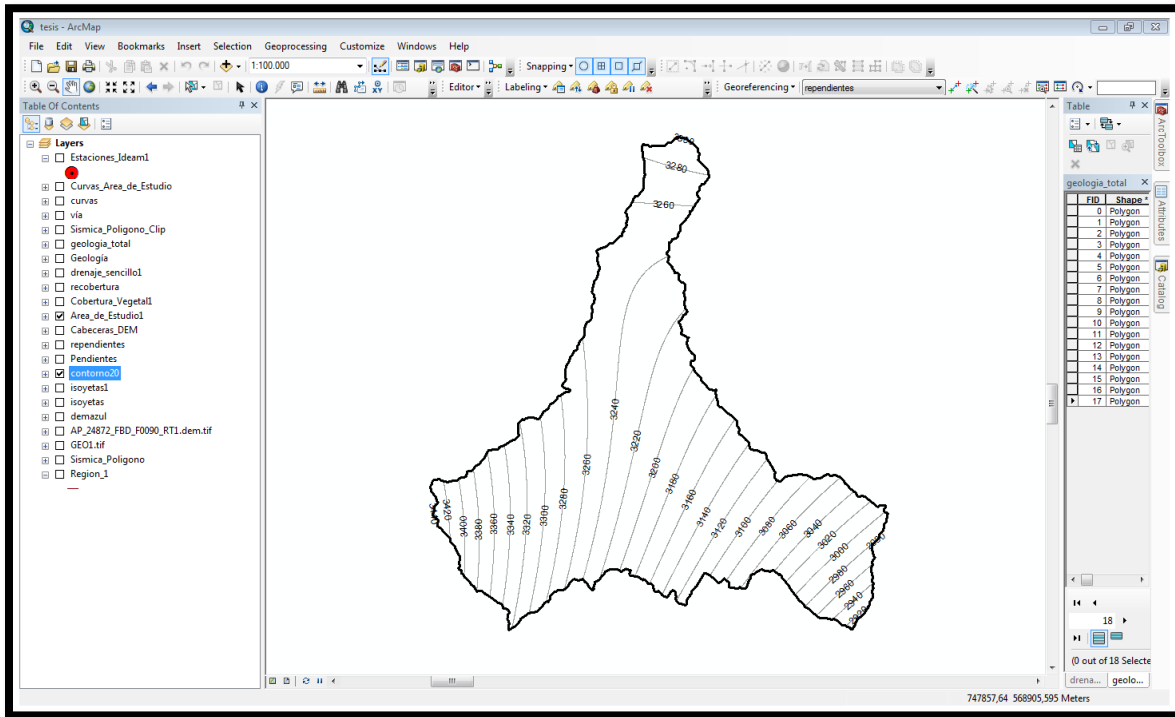 tesis - ArcMap
File Edit View Bookmarks Insert Selection Geoprocessing Customize Windows Help
1:100.000
Snapping
Editor
Labeling
Georeferencing
rependientes
Table Of Contents
Layers
Estaciones_Ideam1
Curvas_Area_de_Estudio
curvas
vía
Sismica_Poligono_Clip
geologia_total
Geología
drenaje_sencillo1
recobertura
Cobertura_Vegetal1
Area_de_Estudio1
Cabeceras_DEM
rependientes
Pendientes
contorno20
isoyetas1
isoyetas
demazul
AP_24872_FBD_F0090_RT1.dem.tif
GEO1.tif
Sismica_Poligono
Region_1
3280
3260
3240
3220
3200
3180
3160
3140
3120
3100
3080
3060
3040
3020
3000
2980
2960
2940
2920
3260
3280
3300
3320
3340
3360
3380
3400
3420
Table
geologia_total
FID Shape *
0 Polygon
1 Polygon
2 Polygon
3 Polygon
4 Polygon
5 Polygon
6 Polygon
7 Polygon
8 Polygon
9 Polygon
10 Polygon
11 Polygon
12 Polygon
13 Polygon
14 Polygon
15 Polygon
16 Polygon
17 Polygon
18
(0 out of 18 Selecte
drena...
geolo...
ArcToolbox
Attributes
Catalog
747857,64 568905,595 Meters